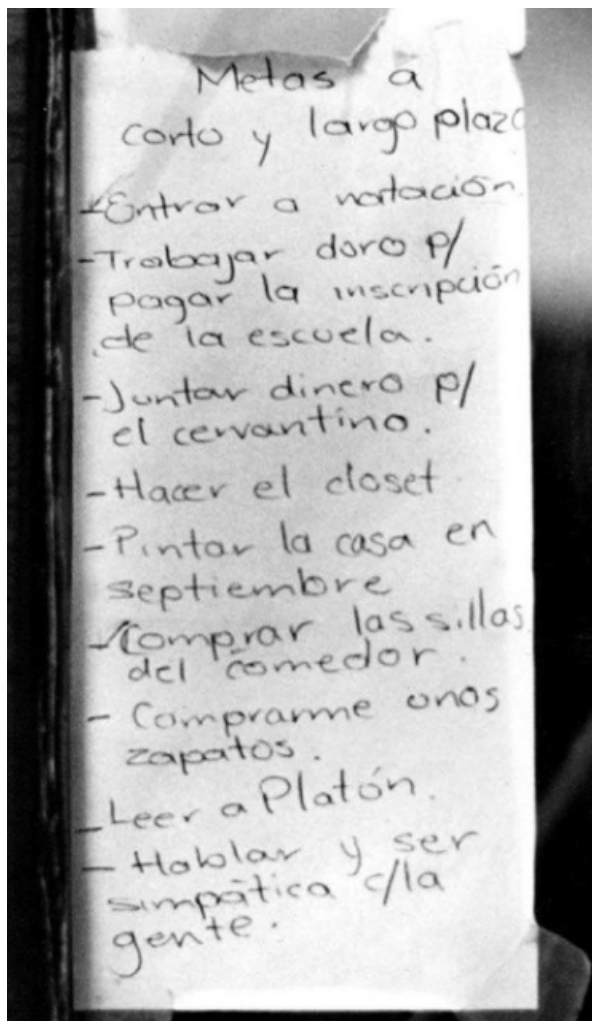 Metas a
corto y largo plazo
-Entrar a natación
-Trabajar duro p/
pagar la inscripción
de la escuela.
-Juntar dinero p/
el cervantino.
-Hacer el closet
-Pintar la casa en
septiembre
-Comprar las sillas
del comedor.
- Comprarme unos
zapatos.
-Leer a Platón.
- Hablar y ser
simpática c/la
gente.